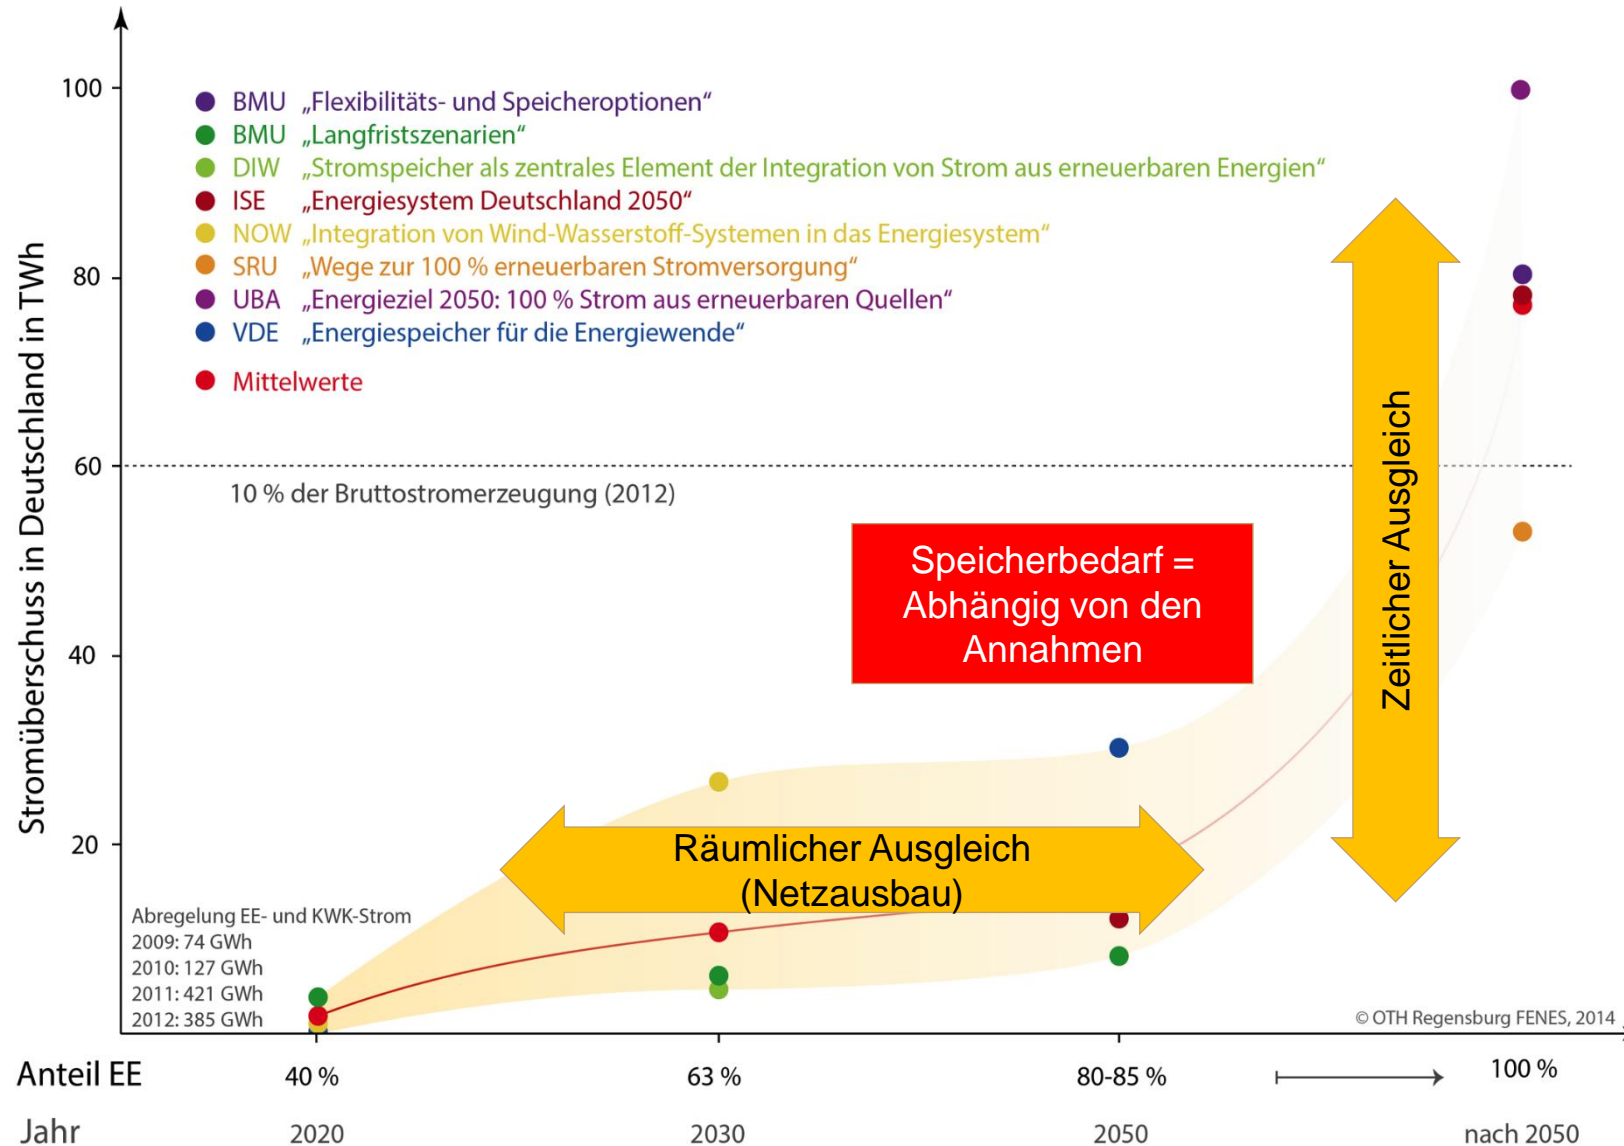 Stromüberschuss in Deutschland in TWh
100
80
60
40
20
BMU „Flexibilitäts- und Speicheroptionen“
BMU „Langfristszenarien“
DIW „Stromspeicher als zentrales Element der Integration von Strom aus erneuerbaren Energien“
ISE „Energiesystem Deutschland 2050“
NOW „Integration von Wind-Wasserstoff-Systemen in das Energiesystem“
SRU „Wege zur 100 % erneuerbaren Stromversorgung“
UBA „Energieziel 2050: 100 % Strom aus erneuerbaren Quellen“
VDE „Energiespeicher für die Energiewende“
Mittelwerte
10 % der Bruttostromerzeugung (2012)
Speicherbedarf =
Abhängig von den
Annahmen
Zeitlicher Ausgleich
Räumlicher Ausgleich
(Netzausbau)
Abregelung EE- und KWK-Strom
2009: 74 GWh
2010: 127 GWh
2011: 421 GWh
2012: 385 GWh
© OTH Regensburg FENES, 2014
Anteil EE 40 % 63 % 80-85 % 100 %
Jahr 2020 2030 2050 nach 2050